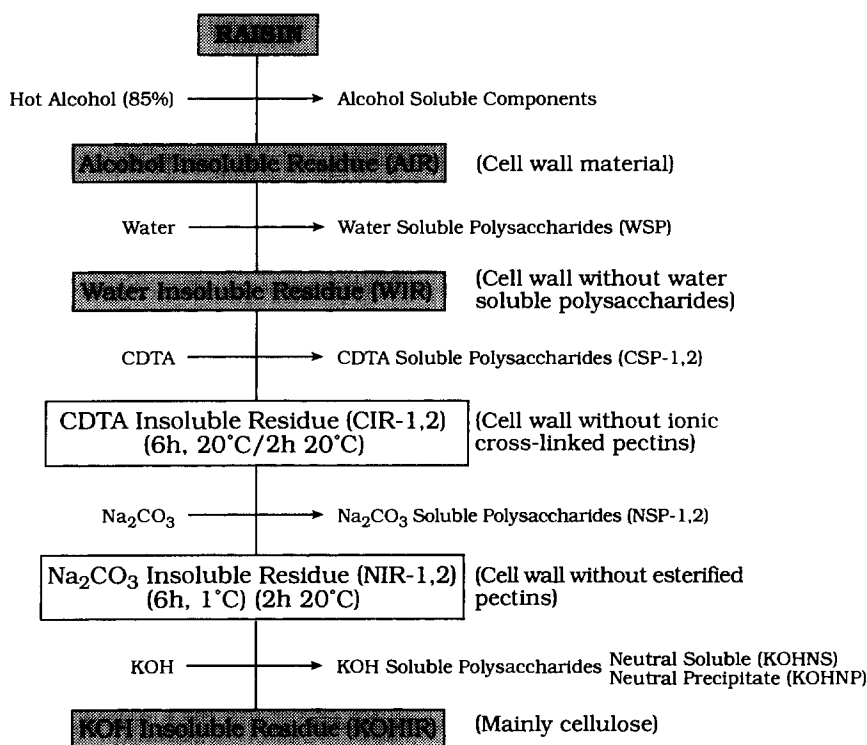 RAISIN
Hot Alcohol (85%) Alcohol Soluble Components
Alcohol Insoluble Residue (AIR) (Cell wall material)
Water Water Soluble Polysaccharides (WSP)
Water Insoluble Residue (WIR) (Cell wall without water
soluble polysaccharides)
CDTA CDTA Soluble Polysaccharides (CSP-1,2)
CDTA Insoluble Residue (CIR-1,2) (Cell wall without ionic
(6h, 20°C/2h 20°C) cross-linked pectins)
Na₂CO₃ Na₂CO₃ Soluble Polysaccharides (NSP-1,2)
Na₂CO₃ Insoluble Residue (NIR-1,2) (Cell wall without esterified
(6h, 1°C) (2h 20°C) pectins)
KOH KOH Soluble Polysaccharides Neutral Soluble (KOHNS)
Neutral Precipitate (KOHNP)
KOH Insoluble Residue (KOHIR) (Mainly cellulose)